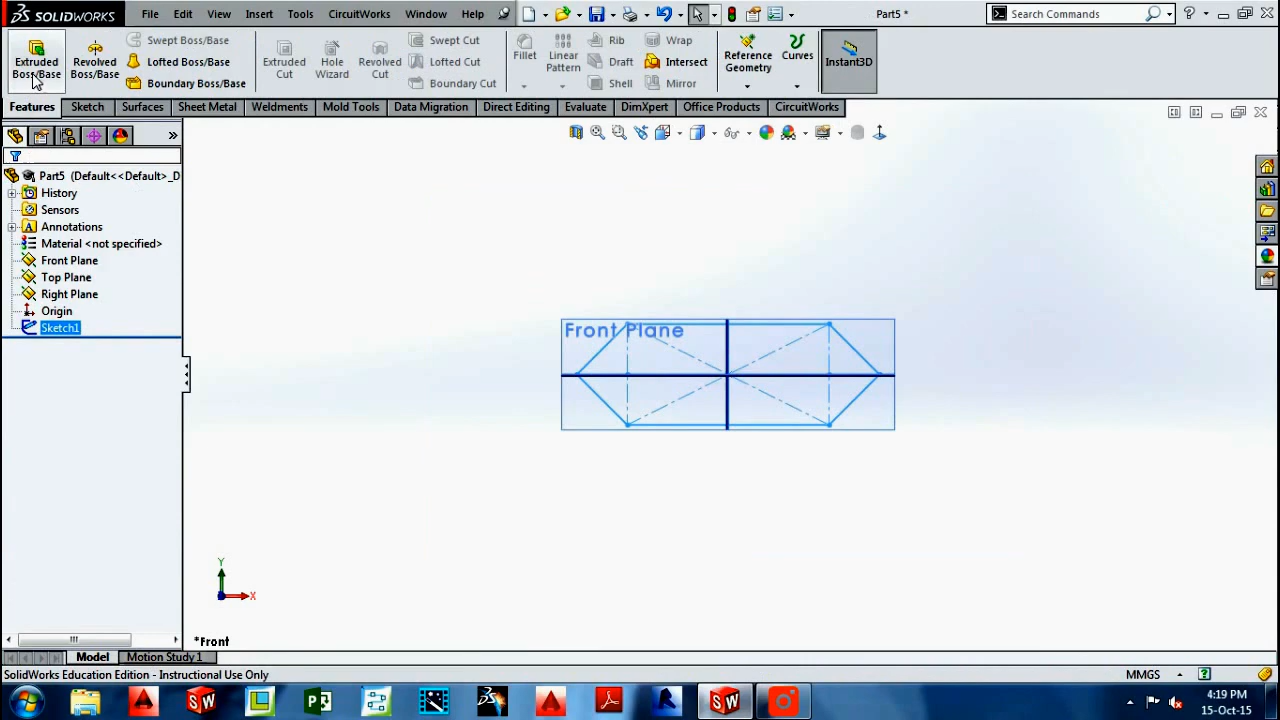 SOLIDWORKS File Edit View Insert Tools CircuitWorks Window Help Part5 * Search Commands
Extruded Boss/Base
Revolved Boss/Base
Swept Boss/Base
Lofted Boss/Base
Boundary Boss/Base
Extruded Cut
Hole Wizard
Revolved Cut
Swept Cut
Lofted Cut
Boundary Cut
Fillet
Linear Pattern
Rib
Draft
Shell
Wrap
Intersect
Mirror
Reference Geometry
Curves
Instant3D
Features Sketch Surfaces Sheet Metal Weldments Mold Tools Data Migration Direct Editing Evaluate DimXpert Office Products CircuitWorks
Part5 (Default<<Default>_D
History
Sensors
Annotations
Material <not specified>
Front Plane
Top Plane
Right Plane
Origin
Sketch1
Front Plane
Y
X
*Front
Model Motion Study 1
SolidWorks Education Edition - Instructional Use Only MMGS
4:19 PM
15-Oct-15